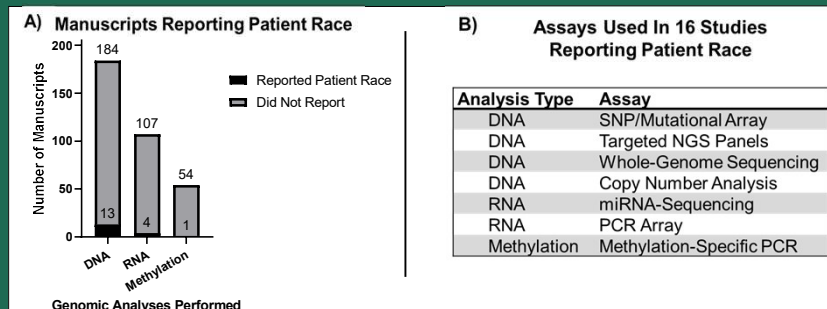 A) Manuscripts Reporting Patient Race
Number of Manuscripts
200
150
100
50
0
184
107
54
13
4
1
DNA
RNA
Methylation
Genomic Analyses Performed
Reported Patient Race
Did Not Report
B) Assays Used In 16 Studies
Reporting Patient Race
Analysis Type Assay
DNA SNP/Mutational Array
DNA Targeted NGS Panels
DNA Whole-Genome Sequencing
DNA Copy Number Analysis
RNA miRNA-Sequencing
RNA PCR Array
Methylation Methylation-Specific PCR